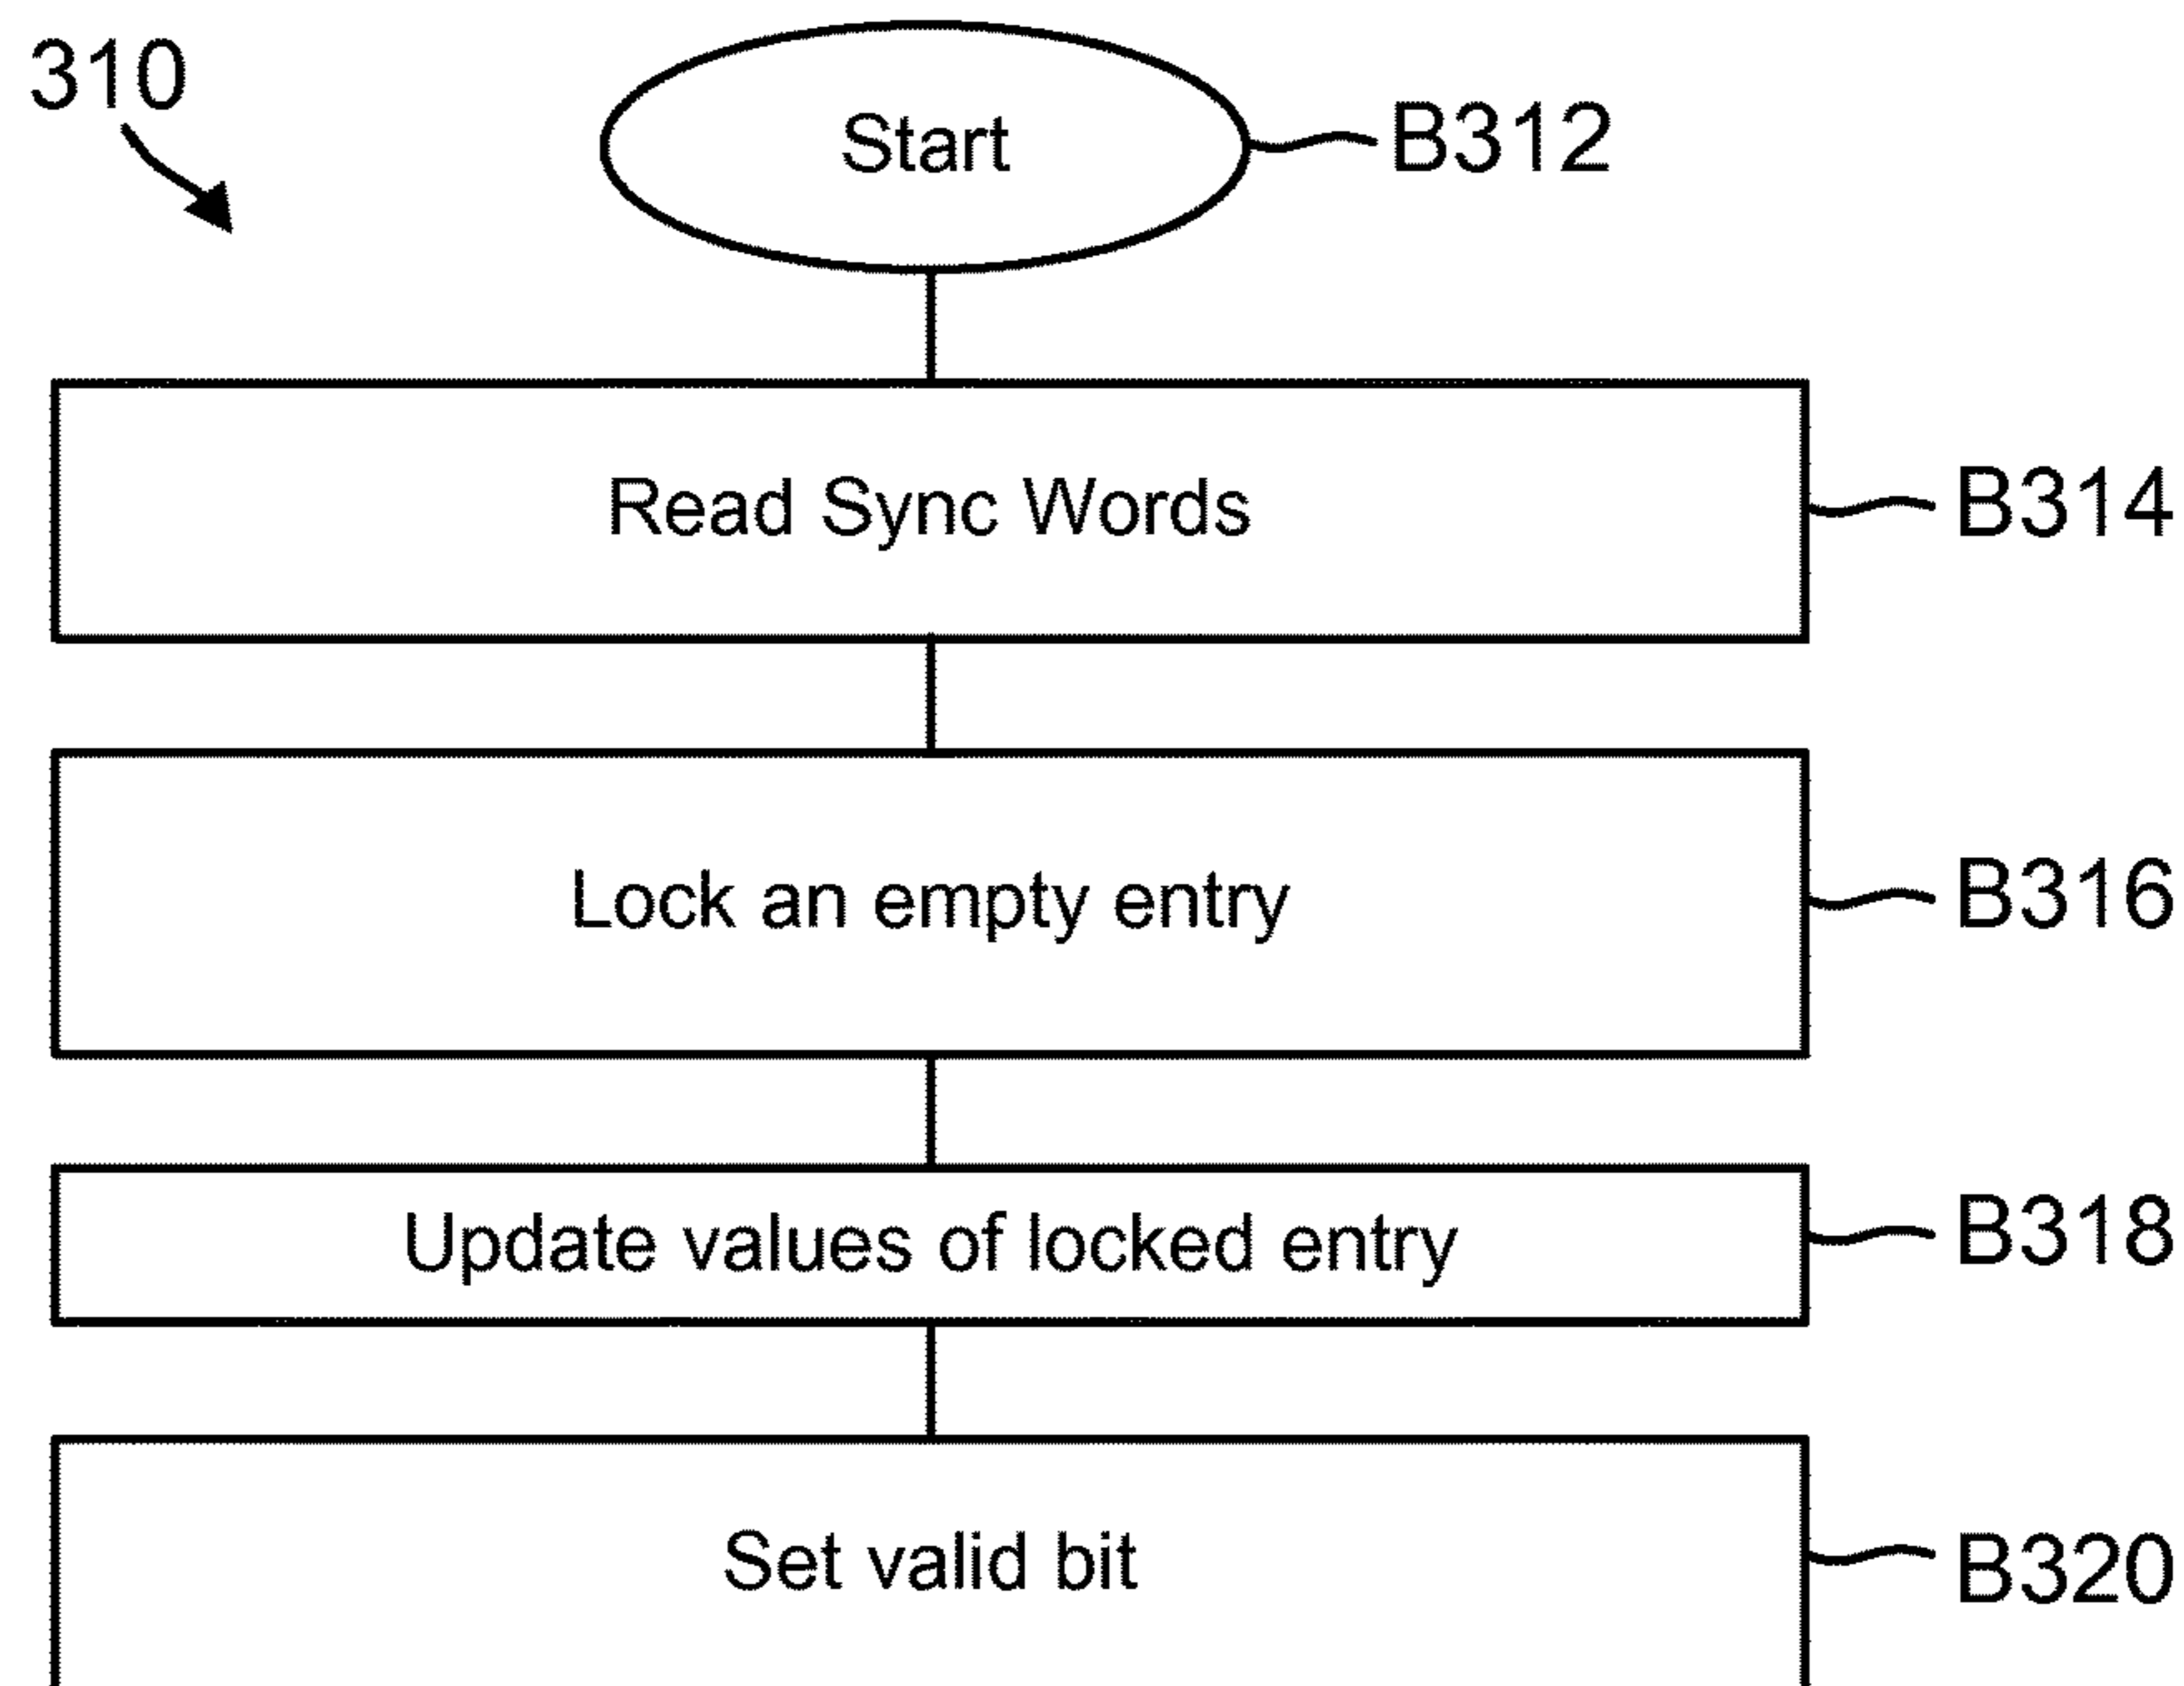 310
Start
B312
Read Sync Words
B314
Lock an empty entry
B316
Update values of locked entry
B318
Set valid bit
B320